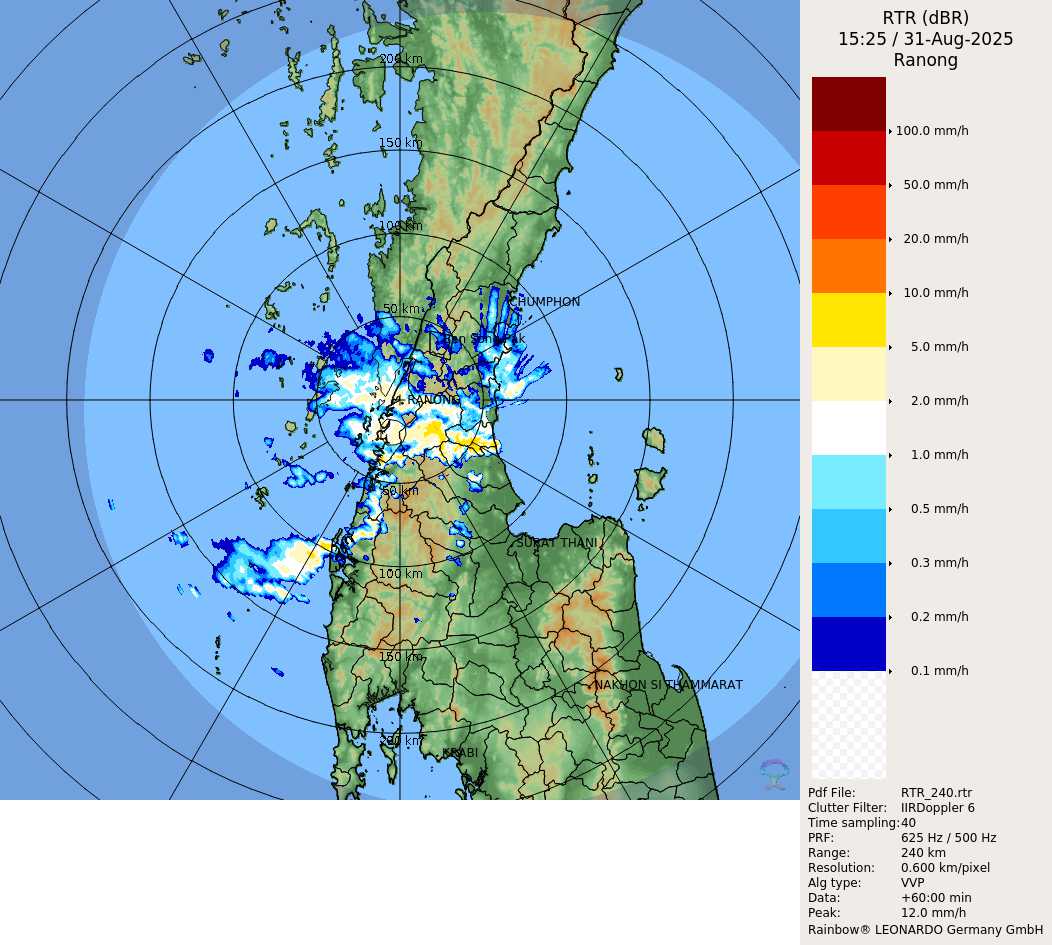 RTR (dBR)
15:25 / 31-Aug-2025
Ranong
100.0 mm/h
50.0 mm/h
20.0 mm/h
10.0 mm/h
5.0 mm/h
2.0 mm/h
1.0 mm/h
0.5 mm/h
0.3 mm/h
0.2 mm/h
0.1 mm/h
200 km
150 km
100 km
50 km
CHUMPHON
RANONG
50 km
SURAT THANI
100 km
150 km
NAKHON SI THAMMARAT
200 km
KRABI
Pdf File: RTR_240.rtr
Clutter Filter: IIRDoppler 6
Time sampling:40
PRF: 625 Hz / 500 Hz
Range: 240 km
Resolution: 0.600 km/pixel
Alg type: VVP
Data: +60:00 min
Peak: 12.0 mm/h
Rainbow® LEONARDO Germany GmbH